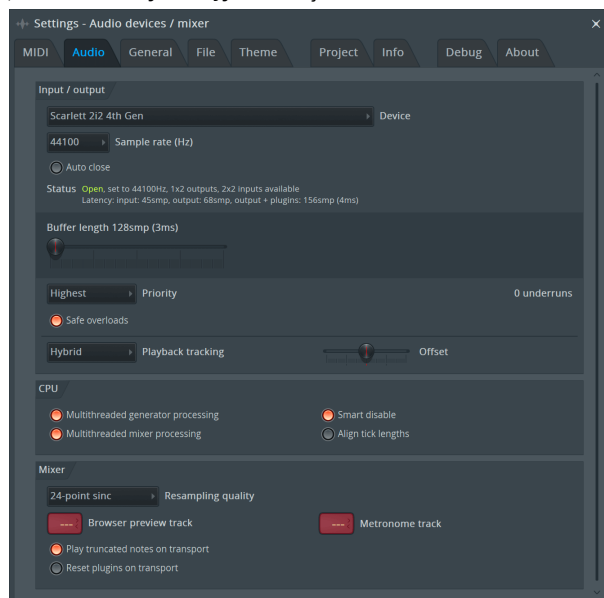 Settings - Audio devices / mixer
MIDI Audio General File Theme Project Info Debug About
Input / output
Scarlett 2i2 4th Gen Device
44100 Sample rate (Hz)
Auto close
Status Open, set to 44100Hz, 1x2 outputs, 2x2 inputs available
Latency: input: 45smp, output: 68smp, output + plugins: 156smp (4ms)
Buffer length 128smp (3ms)
Highest Priority 0 underruns
Safe overloads
Hybrid Playback tracking Offset
CPU
Multithreaded generator processing Smart disable
Multithreaded mixer processing Align tick lengths
Mixer
24-point sinc Resampling quality
--- Browser preview track --- Metronome track
Play truncated notes on transport
Reset plugins on transport